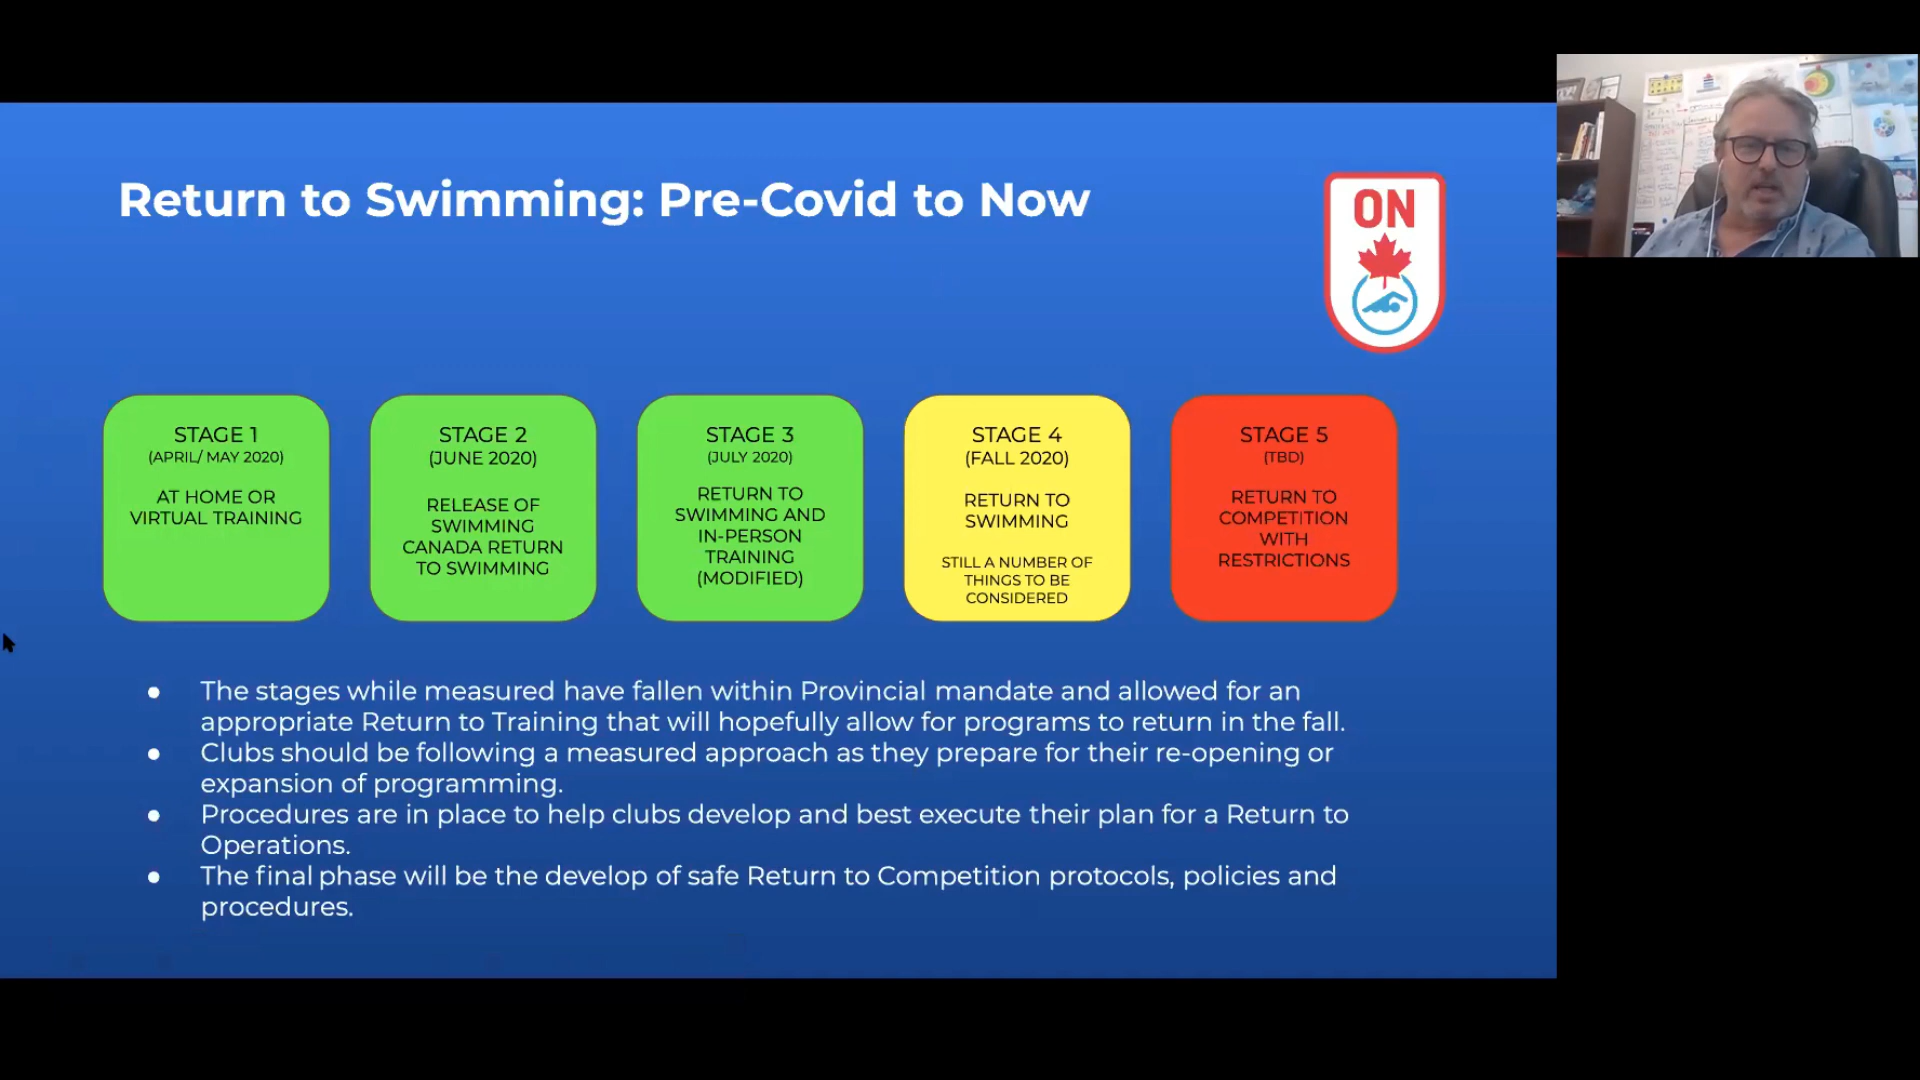 Return to Swimming: Pre-Covid to Now
ON
STAGE 1
(APRIL/ MAY 2020)
AT HOME OR
VIRTUAL TRAINING
STAGE 2
(JUNE 2020)
RELEASE OF
SWIMMING
CANADA RETURN
TO SWIMMING
STAGE 3
(JULY 2020)
RETURN TO
SWIMMING AND
IN-PERSON
TRAINING
(MODIFIED)
STAGE 4
(FALL 2020)
RETURN TO
SWIMMING
STILL A NUMBER OF
THINGS TO BE
CONSIDERED
STAGE 5
(TBD)
RETURN TO
COMPETITION
WITH
RESTRICTIONS
● The stages while measured have fallen within Provincial mandate and allowed for an
appropriate Return to Training that will hopefully allow for programs to return in the fall.
● Clubs should be following a measured approach as they prepare for their re-opening or
expansion of programming.
● Procedures are in place to help clubs develop and best execute their plan for a Return to
Operations.
● The final phase will be the develop of safe Return to Competition protocols, policies and
procedures.